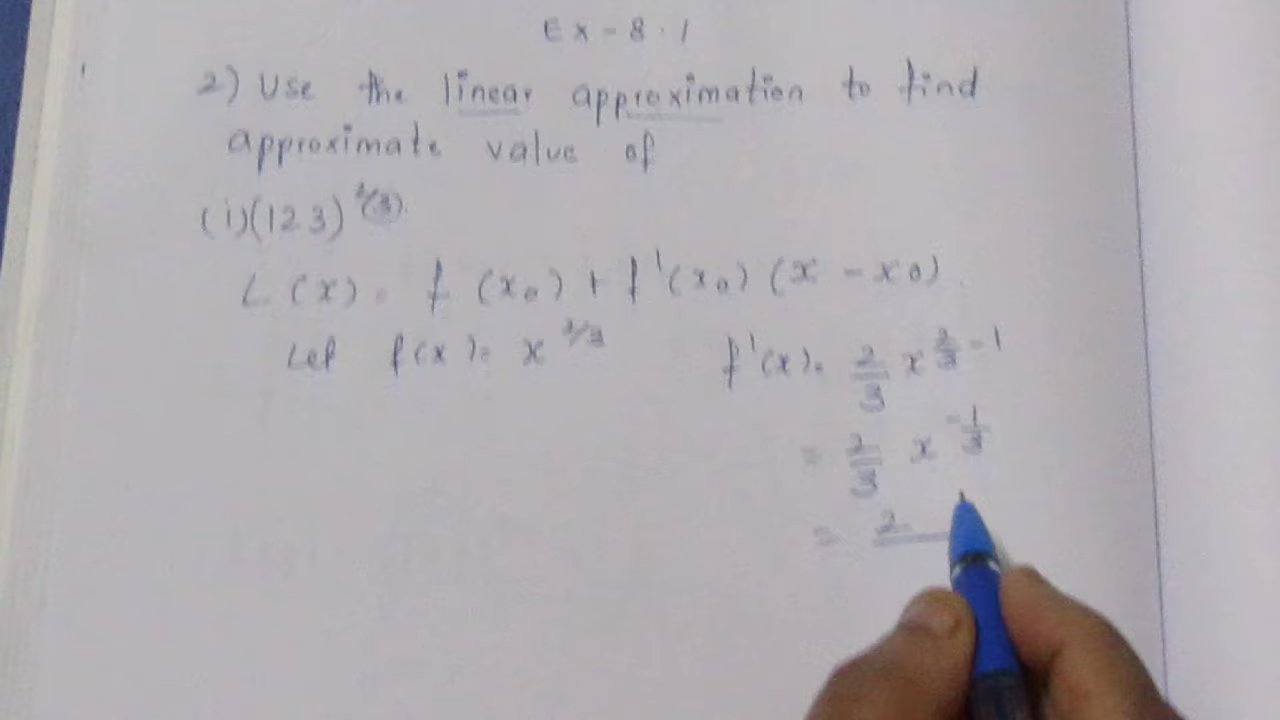 Ex - 8.1
2) Use the linear approximation to find
approximate value of
(i) (123)^2/3.
L(x) = f(x₀) + f'(x₀) (x - x₀).
Let f(x) = x^2/3
f'(x) = 2/3 x^2/3 - 1
= 2/3 x^-1/3
= 2